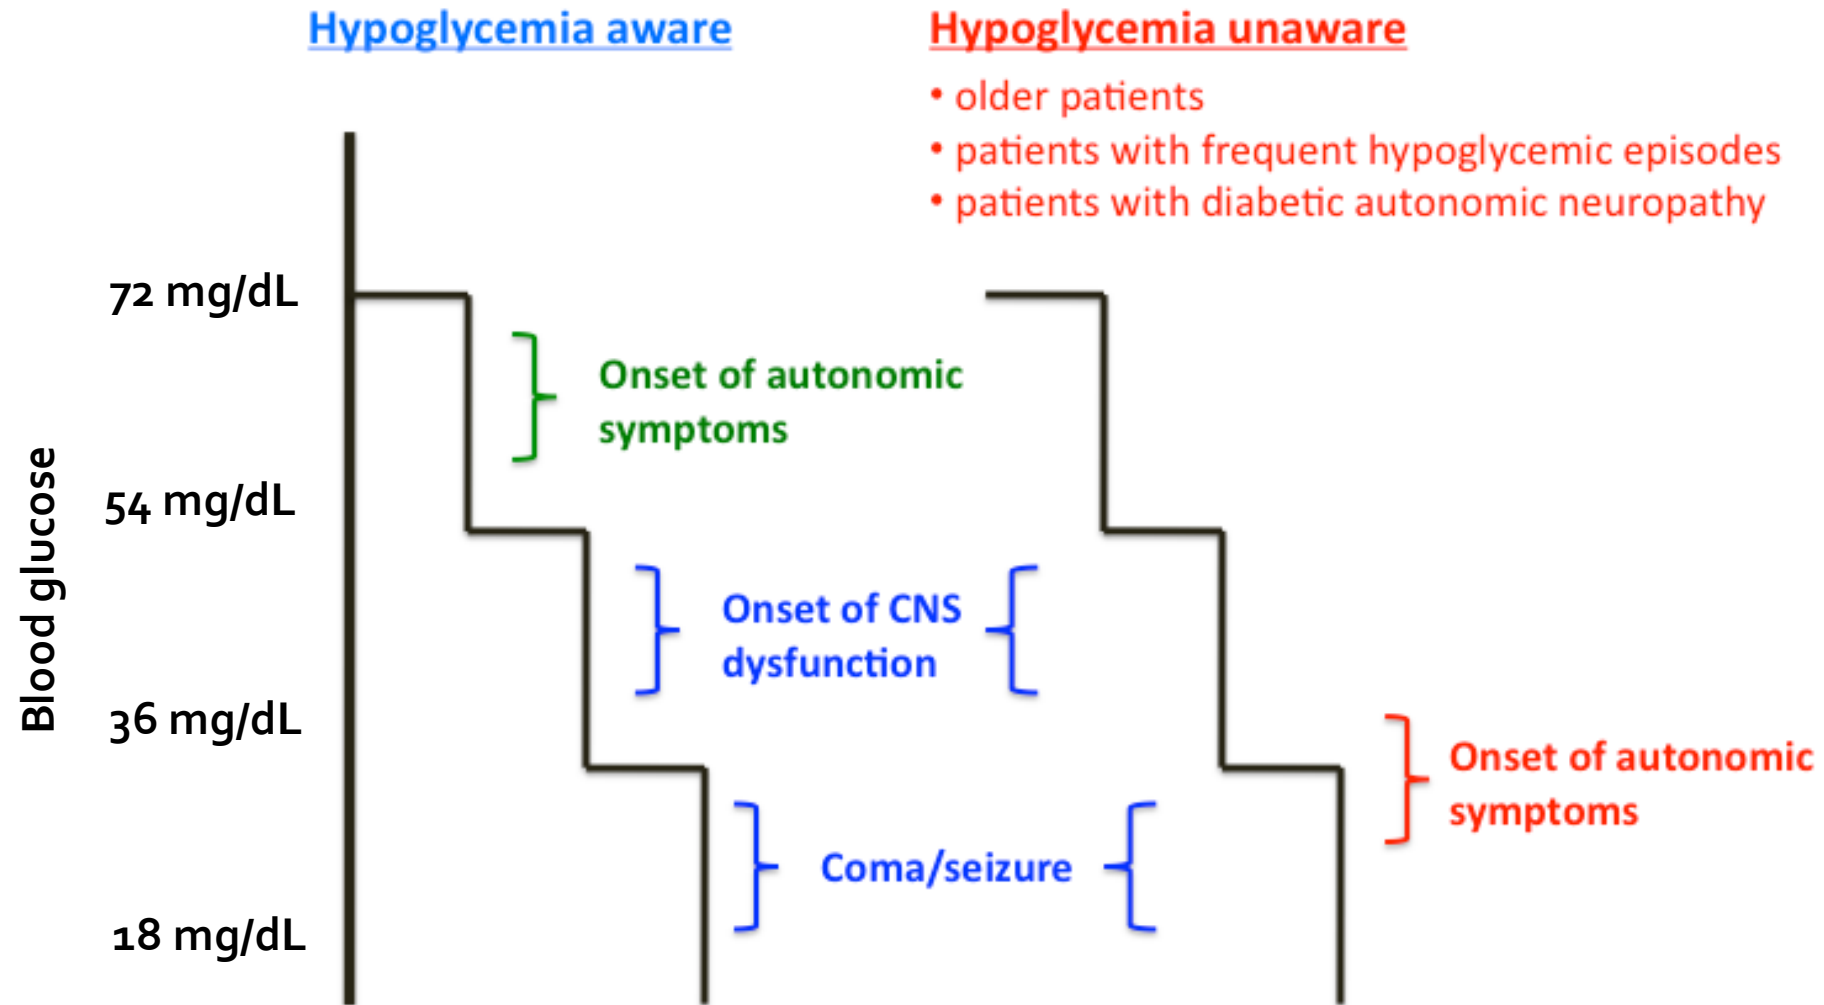 Hypoglycemia aware
Hypoglycemia unaware
• older patients
• patients with frequent hypoglycemic episodes
• patients with diabetic autonomic neuropathy
72 mg/dL
Onset of autonomic
symptoms
54 mg/dL
Blood glucose
Onset of CNS
dysfunction
36 mg/dL
Onset of autonomic
symptoms
Coma/seizure
18 mg/dL